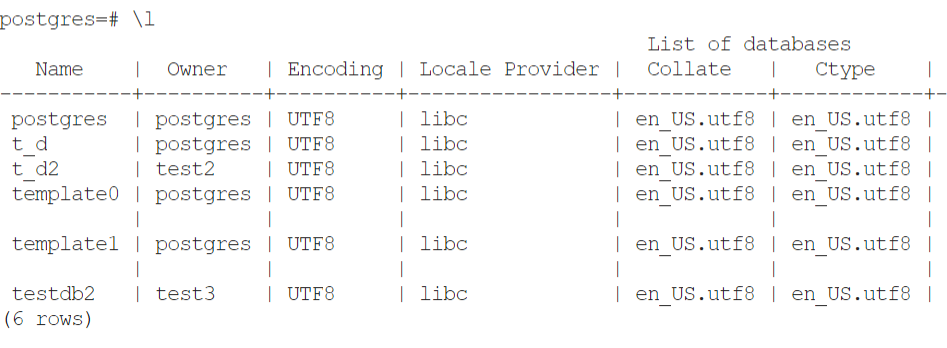 postgres=# \l
                                                      List of databases
   Name    |  Owner   | Encoding | Locale Provider |  Collate   |   Ctype    |
-----------+----------+----------+-----------------+------------+------------+-
 postgres  | postgres | UTF8     | libc            | en_US.utf8 | en_US.utf8 |
 t_d       | postgres | UTF8     | libc            | en_US.utf8 | en_US.utf8 |
 t_d2      | test2    | UTF8     | libc            | en_US.utf8 | en_US.utf8 |
 template0 | postgres | UTF8     | libc            | en_US.utf8 | en_US.utf8 |
           |          |          |                 |            |            |
 template1 | postgres | UTF8     | libc            | en_US.utf8 | en_US.utf8 |
           |          |          |                 |            |            |
 testdb2   | test3    | UTF8     | libc            | en_US.utf8 | en_US.utf8 |
(6 rows)